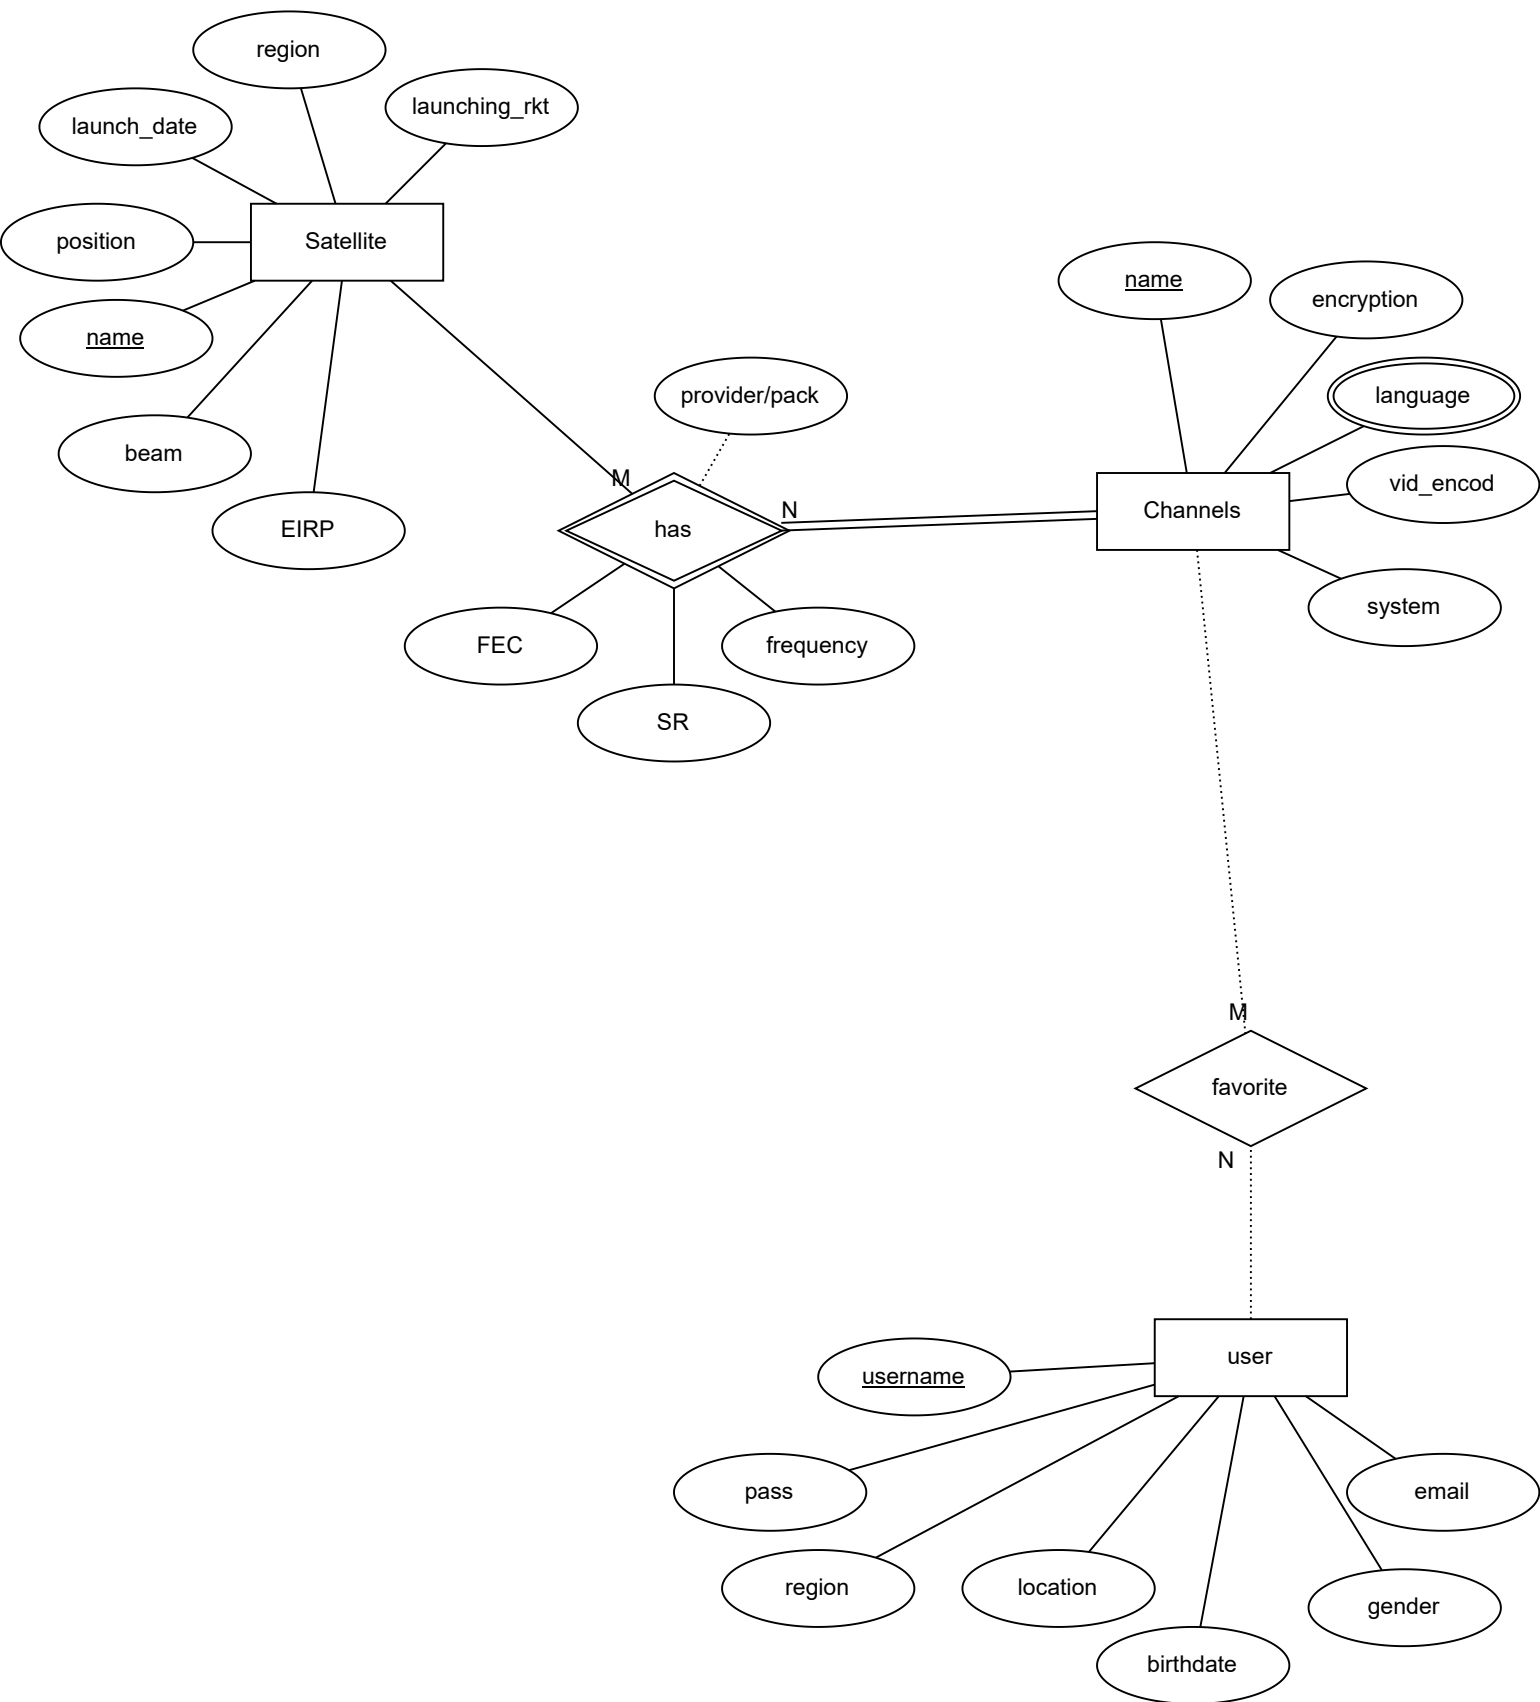 region
launching_rkt
launch_date
position
Satellite
name
beam
EIRP
name
encryption
provider/pack
language
vid_encod
Channels
system
M
N
has
FEC
frequency
SR
M
favorite
N
user
username
pass
email
region
location
gender
birthdate